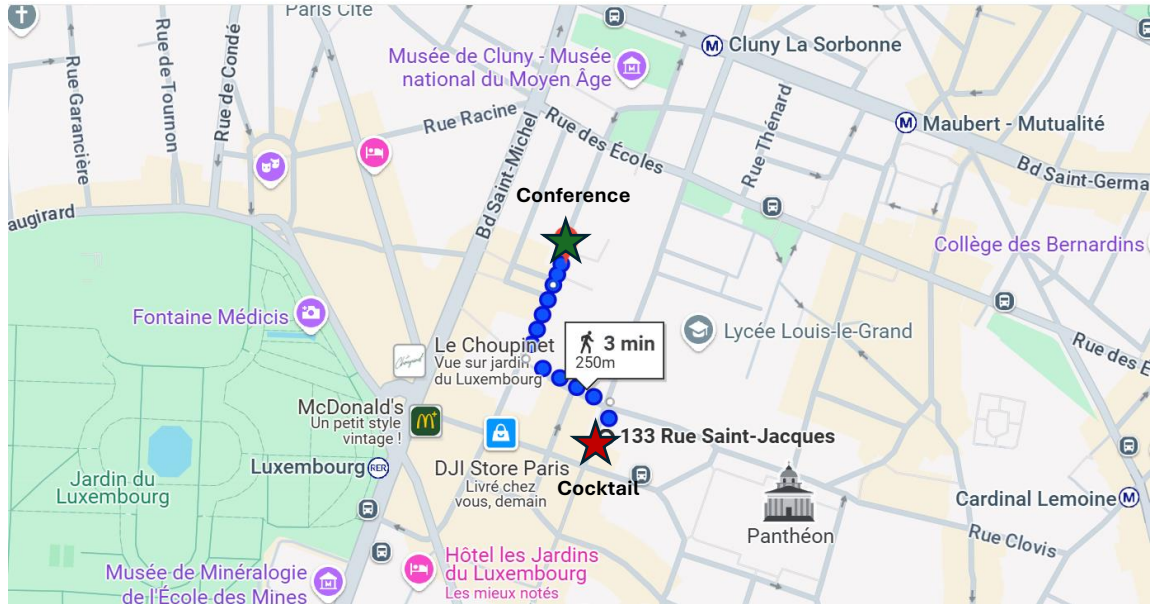 Paris Cité
Rue Garancière
Rue de Tournon
Rue de Condé
Musée de Cluny - Musée
national du Moyen Âge
Cluny La Sorbonne
Maubert - Mutualité
Rue Racine
Rue des Écoles
Rue Thénard
Bd Saint-Michel
Bd Saint-Germa
augirard
Conference
Collège des Bernardins
Fontaine Médicis
Le Choupinet
Vue sur jardin
du Luxembourg
3 min
250m
Lycée Louis-le-Grand
Rue des É
McDonald's
Un petit style
vintage !
133 Rue Saint-Jacques
Luxembourg
RER
DJI Store Paris
Livré chez
vous, demain
Cocktail
Jardin du
Luxembourg
Panthéon
Cardinal Lemoine
M
M
M
Rue Clovis
Hôtel les Jardins
du Luxembourg
Les mieux notés
Musée de Minéralogie
de l'École des Mines